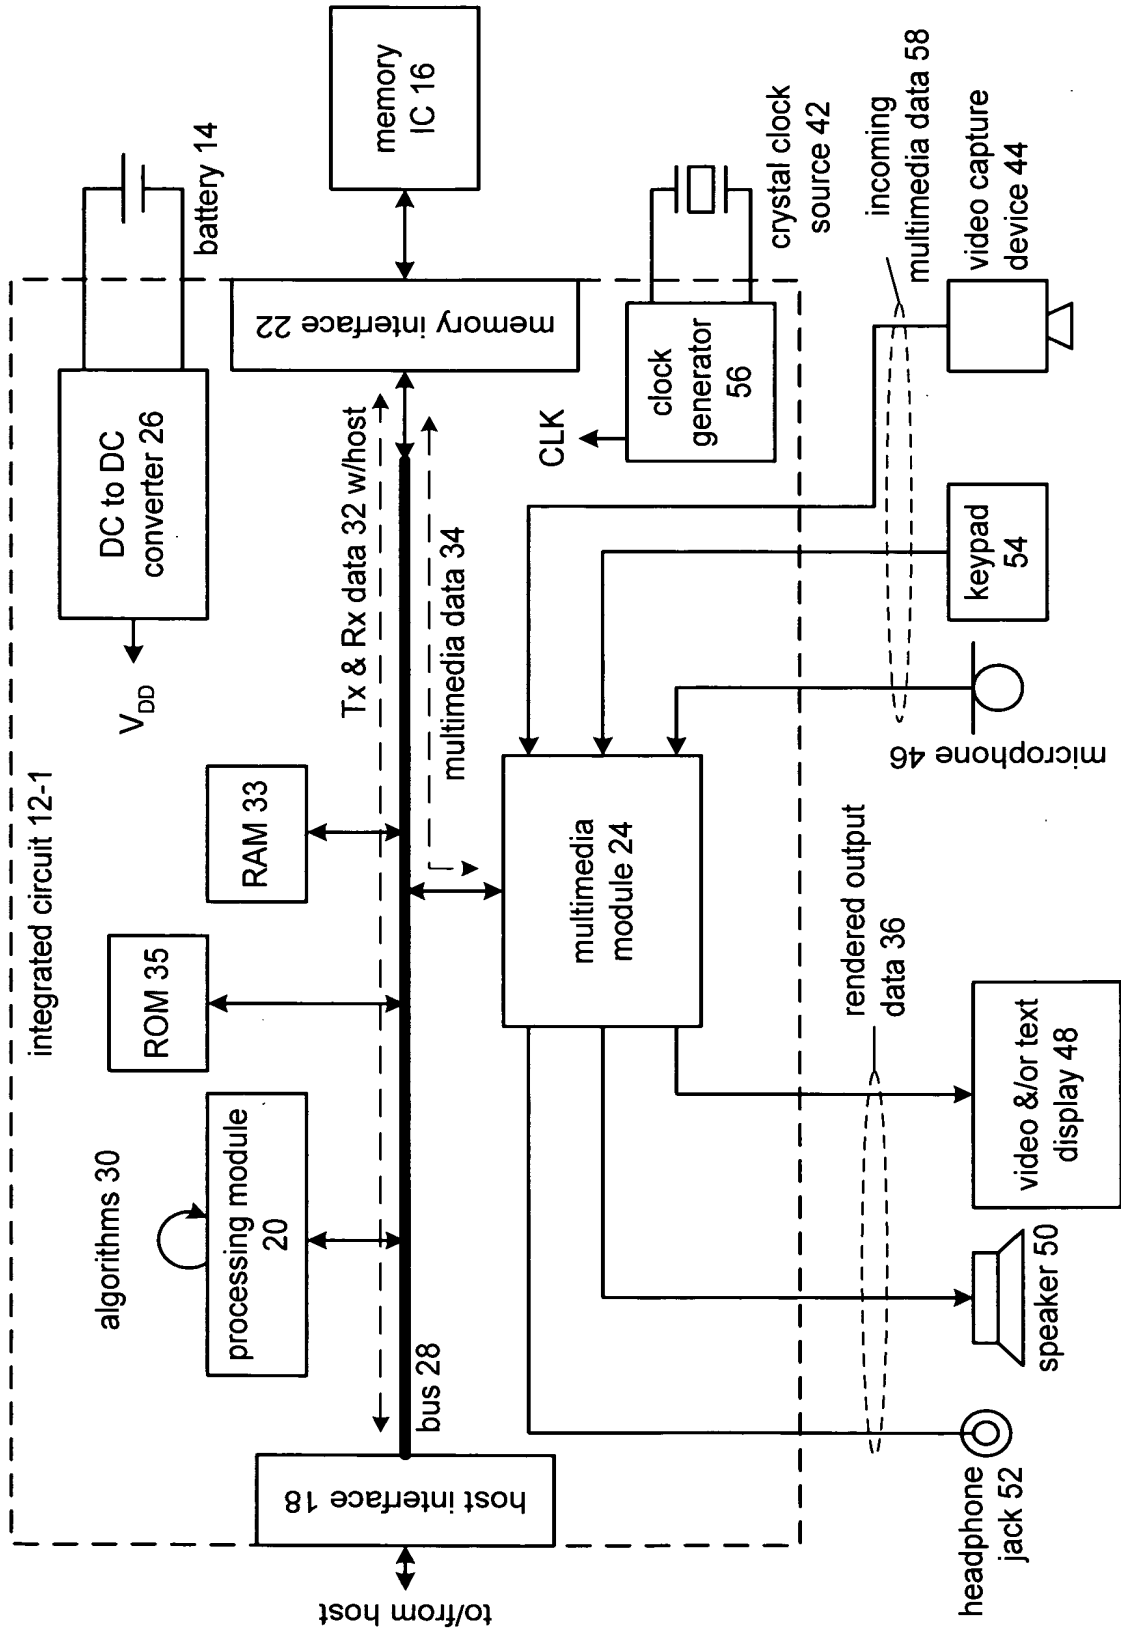 integrated circuit 12-1
DC to DC
converter 26
battery 14
V_DD
algorithms 30
processing module
20
ROM 35
RAM 33
Tx & Rx data 32 w/host
multimedia data 34
memory interface 22
memory
IC 16
to/from host
host interface 18
bus 28
CLK
clock
generator
56
crystal clock
source 42
multimedia
module 24
incoming
multimedia data 58
rendered output
data 36
headphone
jack 52
speaker 50
video &/or text
display 48
microphone 46
keypad
54
video capture
device 44